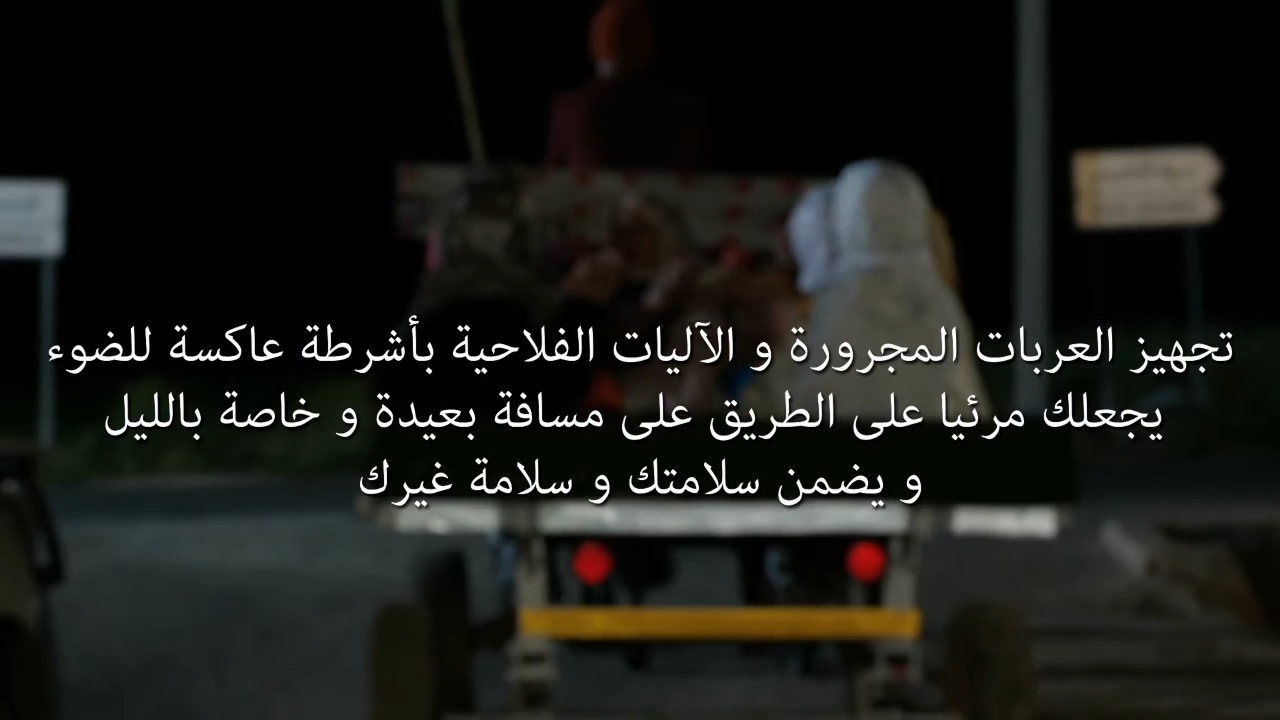 تجهيز العربات المجرورة و الآليات الفلاحية بأشرطة عاكسة للضوء
يجعلك مرئيا على الطريق على مسافة بعيدة و خاصة بالليل
و يضمن سلامتك و سلامة غيرك